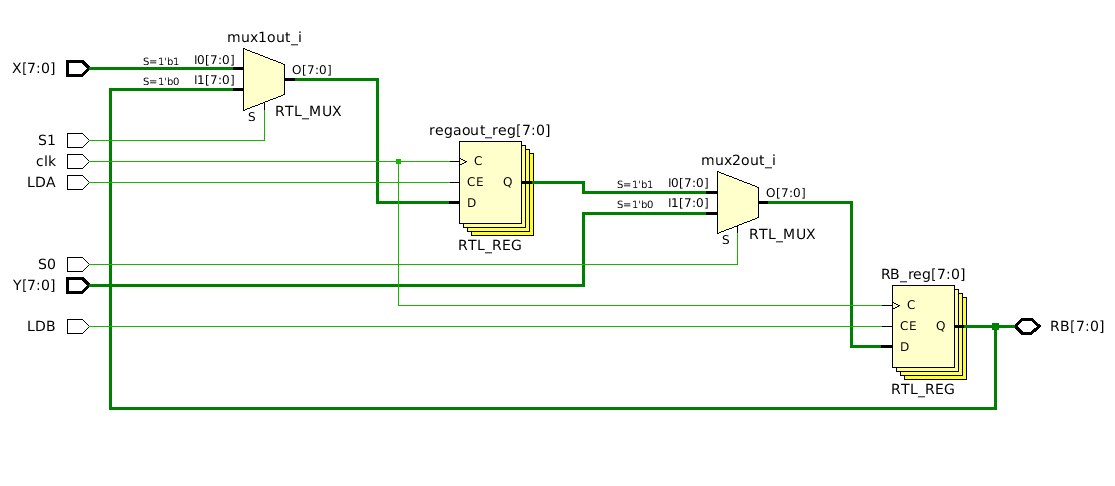 mux1out_i
X[7:0]
S=1'b1 I0[7:0]
S=1'b0 I1[7:0]
O[7:0]
S
RTL_MUX
S1
clk
LDA
regaout_reg[7:0]
C
CE
D
Q
RTL_REG
mux2out_i
S=1'b1 I0[7:0]
S=1'b0 I1[7:0]
O[7:0]
S
RTL_MUX
S0
Y[7:0]
LDB
RB_reg[7:0]
C
CE
D
Q
RTL_REG
RB[7:0]